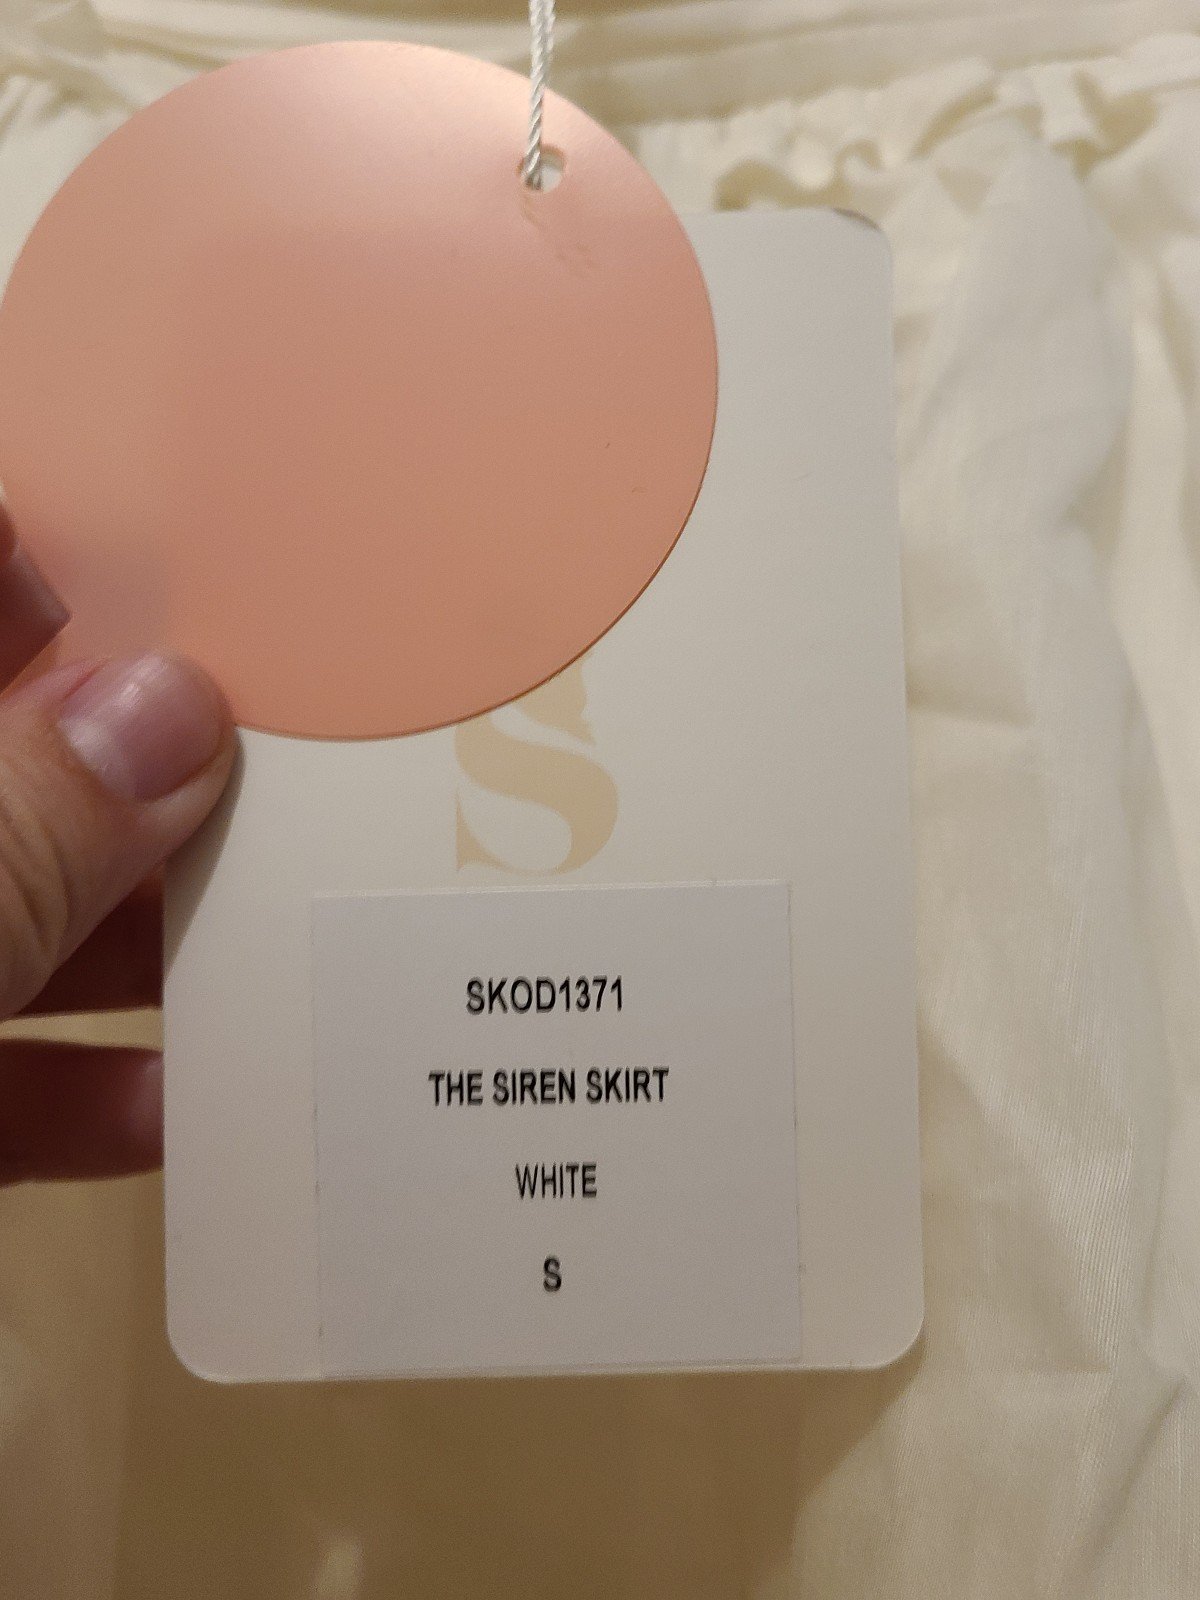 S
SKOD1371
THE SIREN SKIRT
WHITE
S